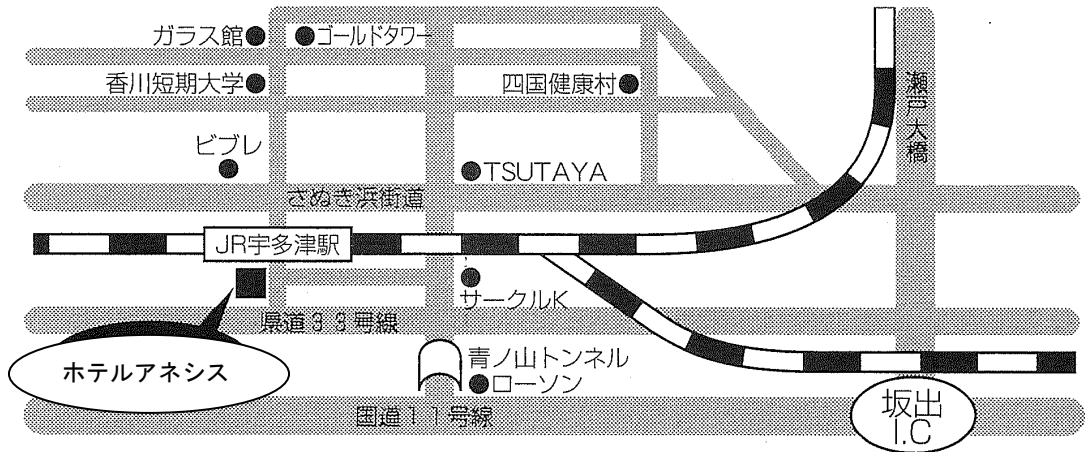 ガラス館
ゴールドタワー
香川短期大学
四国健康村
瀬戸大橋
ビブレ
TSUTAYA
さぬき浜街道
JR宇多津駅
サークルK
県道33号線
ホテルアネシス
青ノ山トンネル
ローソン
国道11号線
坂出
I.C